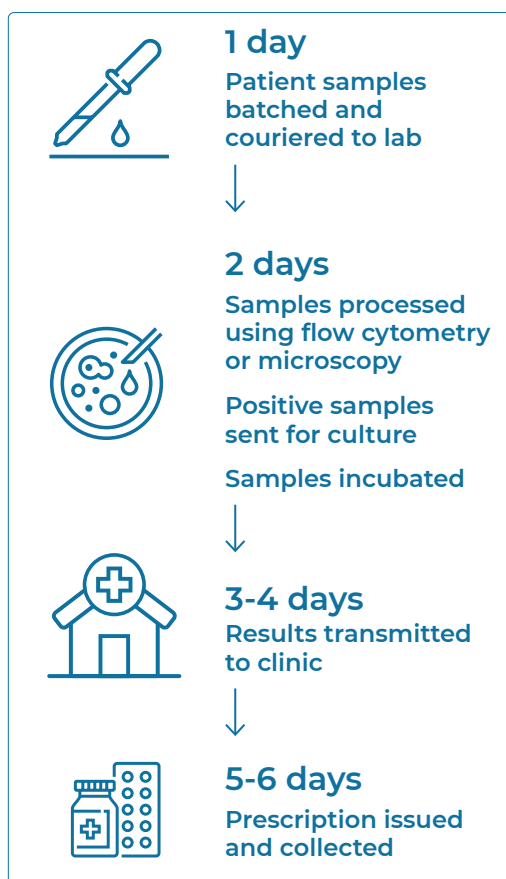 1 day
Patient samples
batched and
couriered to lab
2 days
Samples processed
using flow cytometry
or microscopy
Positive samples
sent for culture
Samples incubated
3-4 days
Results transmitted
to clinic
5-6 days
Prescription issued
and collected